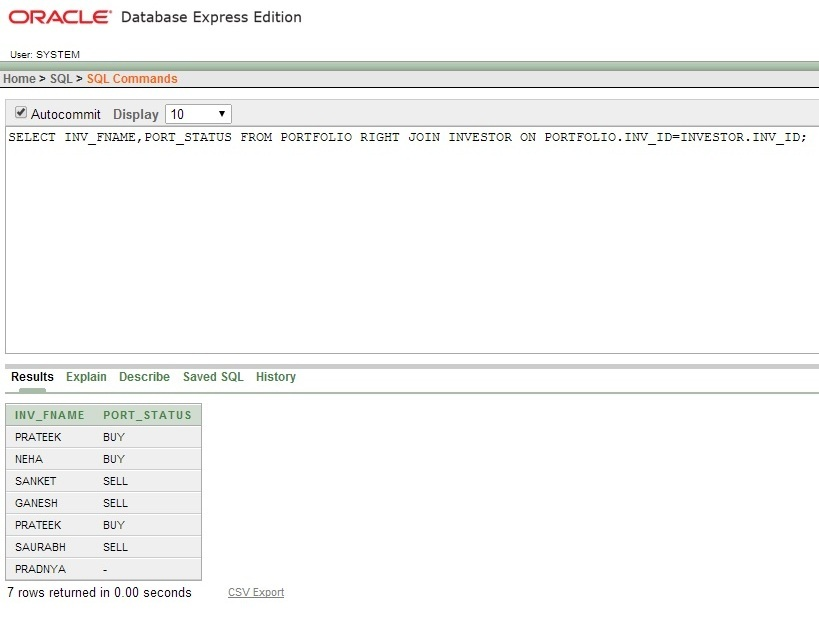 ORACLE® Database Express Edition
User: SYSTEM
Home > SQL > SQL Commands
Autocommit Display 10
SELECT INV_FNAME,PORT_STATUS FROM PORTFOLIO RIGHT JOIN INVESTOR ON PORTFOLIO.INV_ID=INVESTOR.INV_ID;
Results Explain Describe Saved SQL History
INV_FNAME PORT_STATUS
PRATEEK BUY
NEHA BUY
SANKET SELL
GANESH SELL
PRATEEK BUY
SAURABH SELL
PRADNYA -
7 rows returned in 0.00 seconds CSV Export